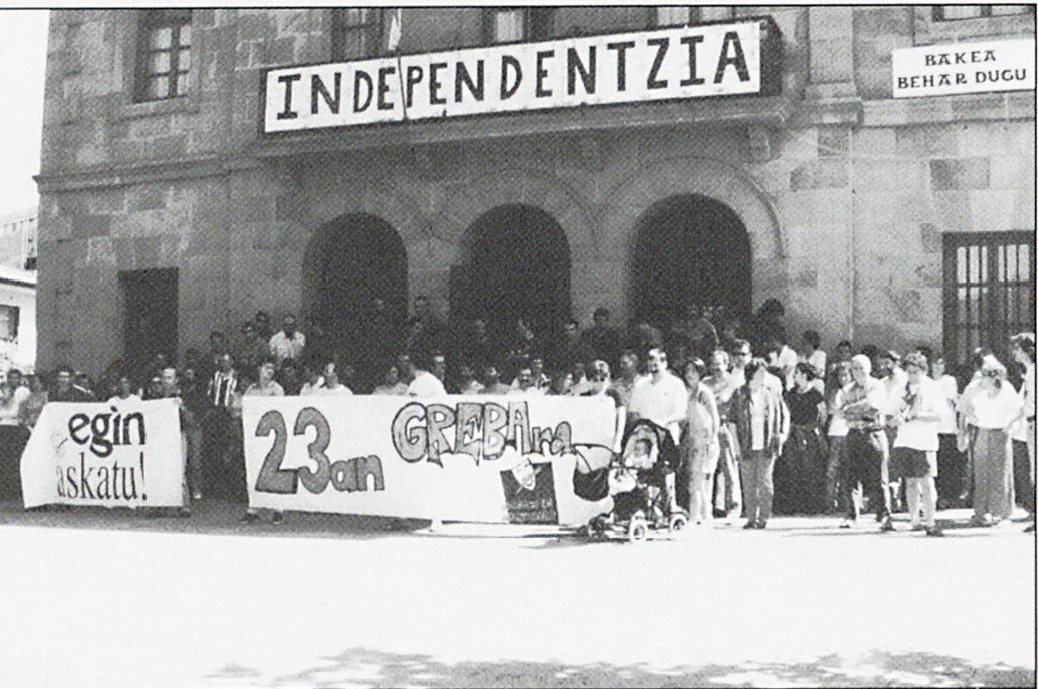 INDEPENDENTZIA
BAKEA
BEHAR DUGU
egin
askatu!
23an GREBAra